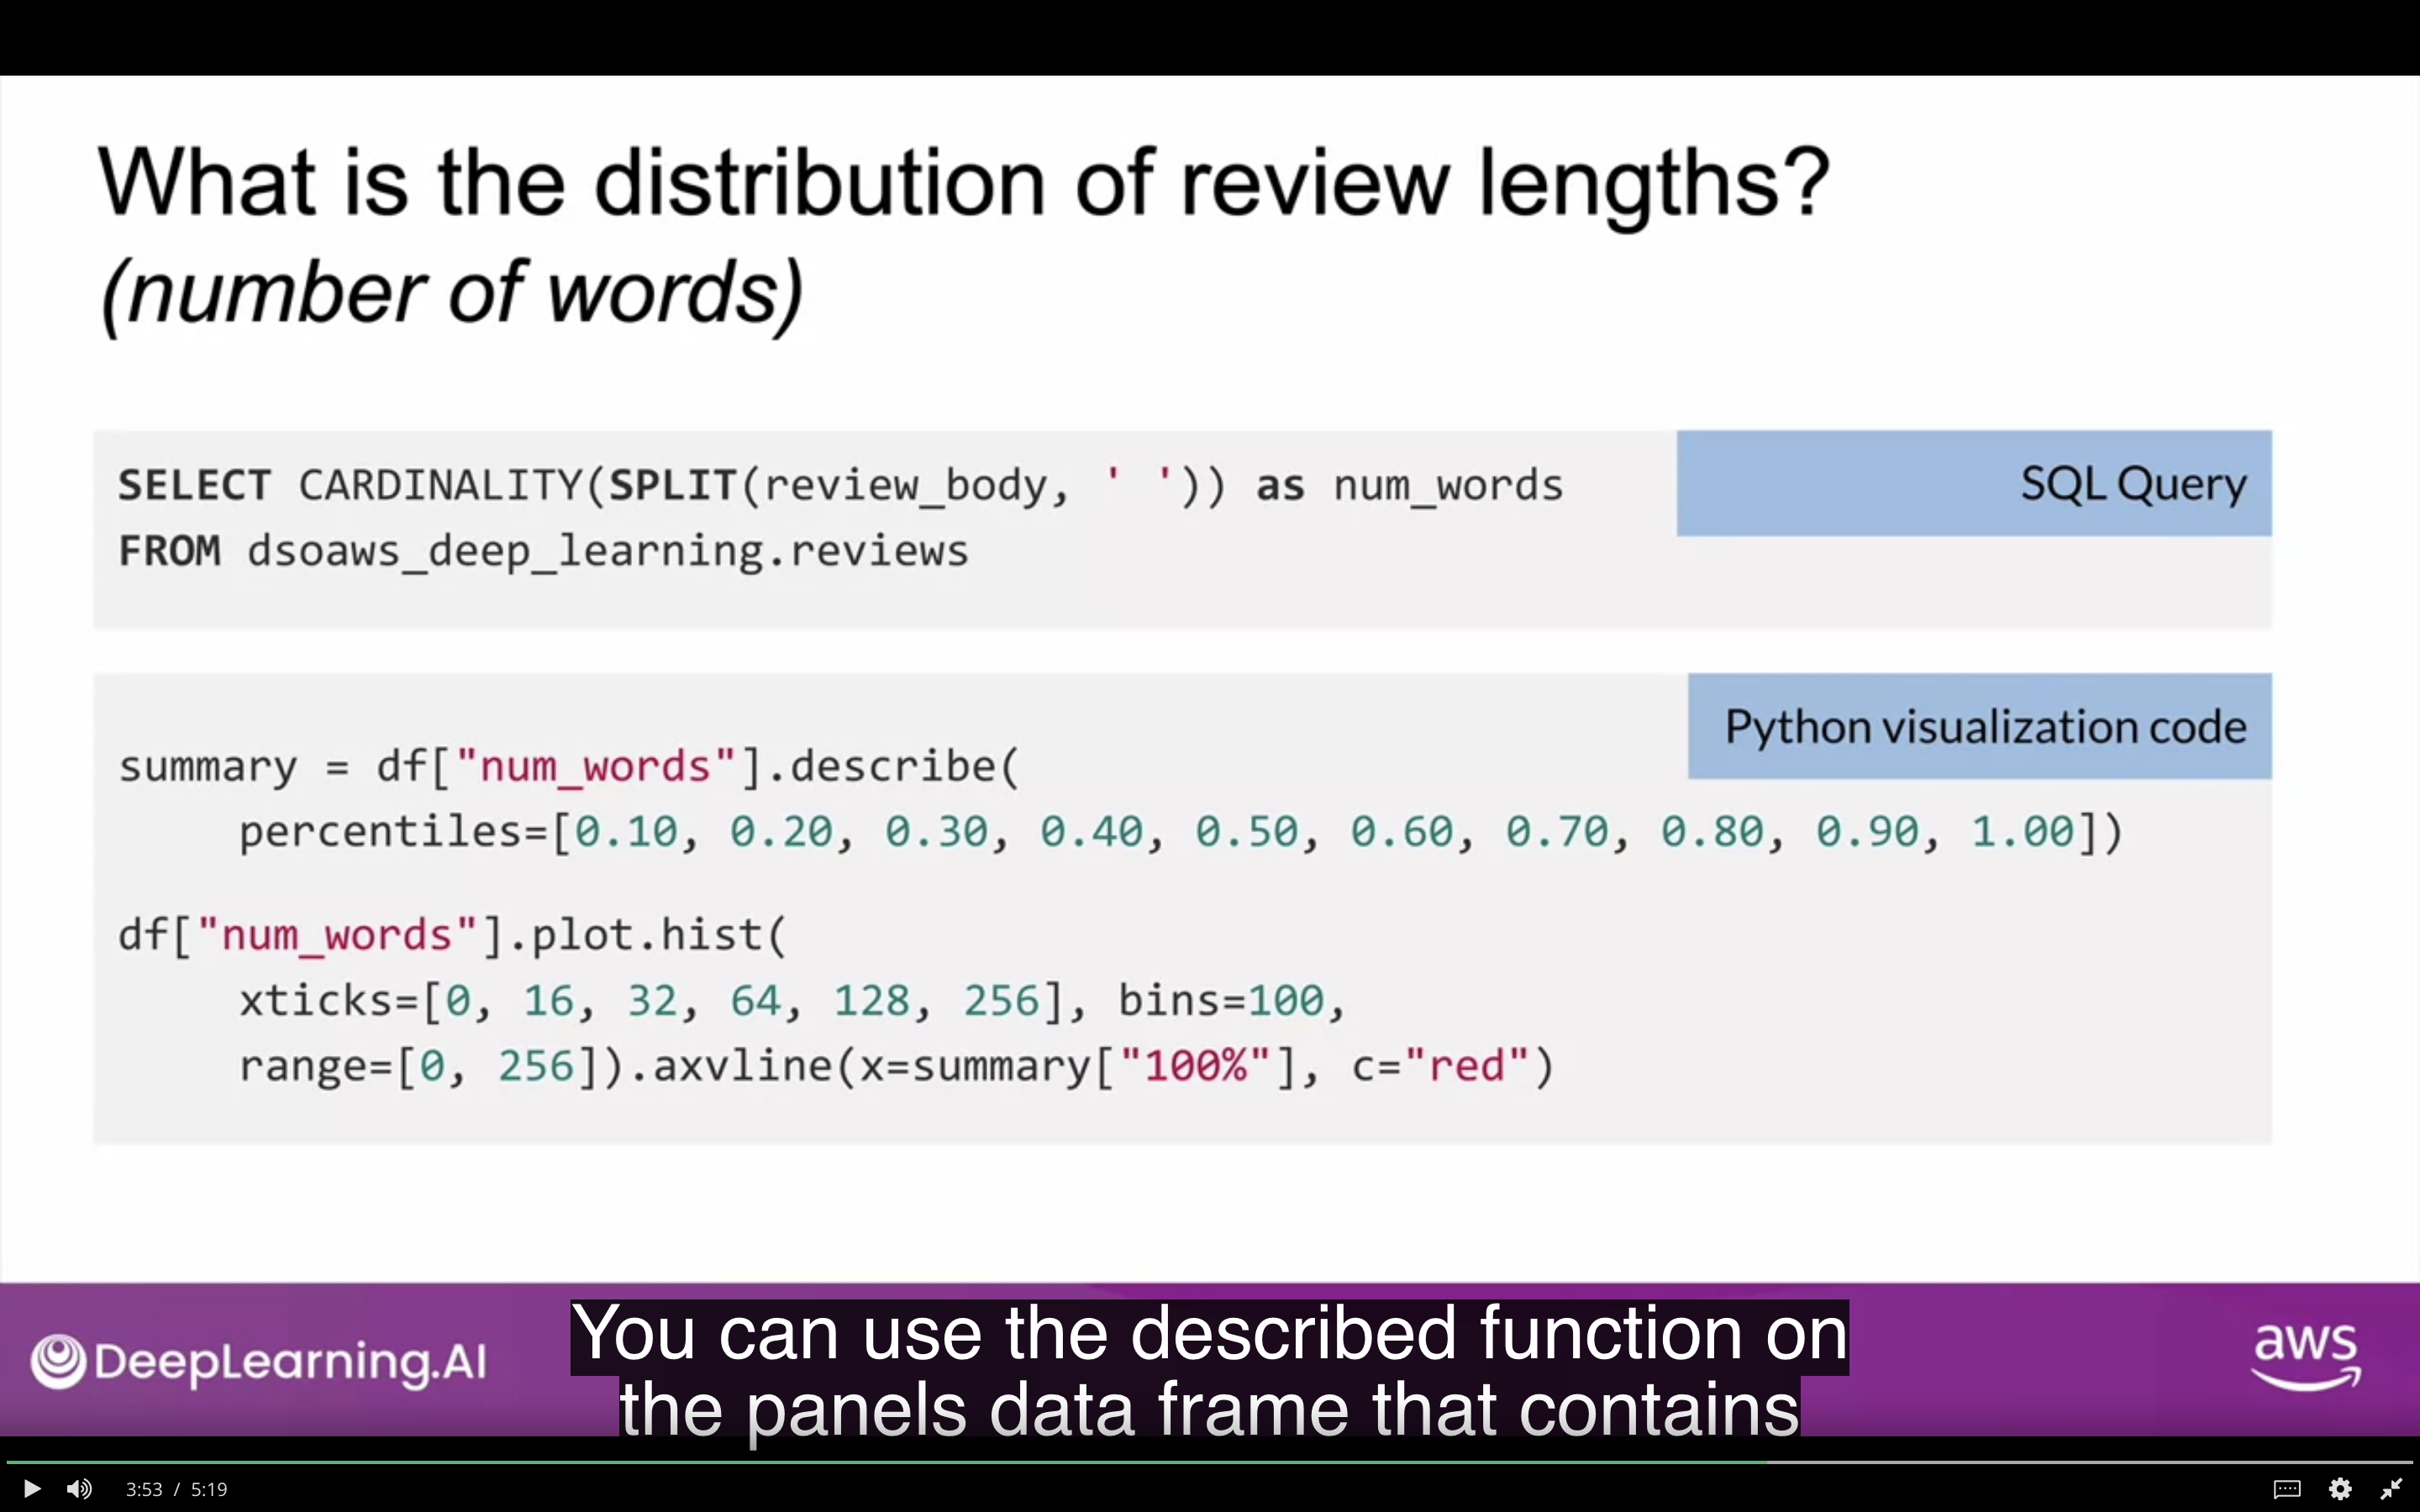 What is the distribution of review lengths?
(number of words)
SELECT CARDINALITY(SPLIT(review_body, ' ')) as num_words
SQL Query
FROM dsoaws_deep_learning.reviews
Python visualization code
summary = df["num_words"].describe(
percentiles=[0.10, 0.20, 0.30, 0.40, 0.50, 0.60, 0.70, 0.80, 0.90, 1.00])
df["num_words"].plot.hist(
xticks=[0, 16, 32, 64, 128, 256], bins=100,
range=[0, 256]).axvline(x=summary["100%"], c="red")
DeepLearning.AI
You can use the described function on
the panels data frame that contains
aws
3:53 / 5:19